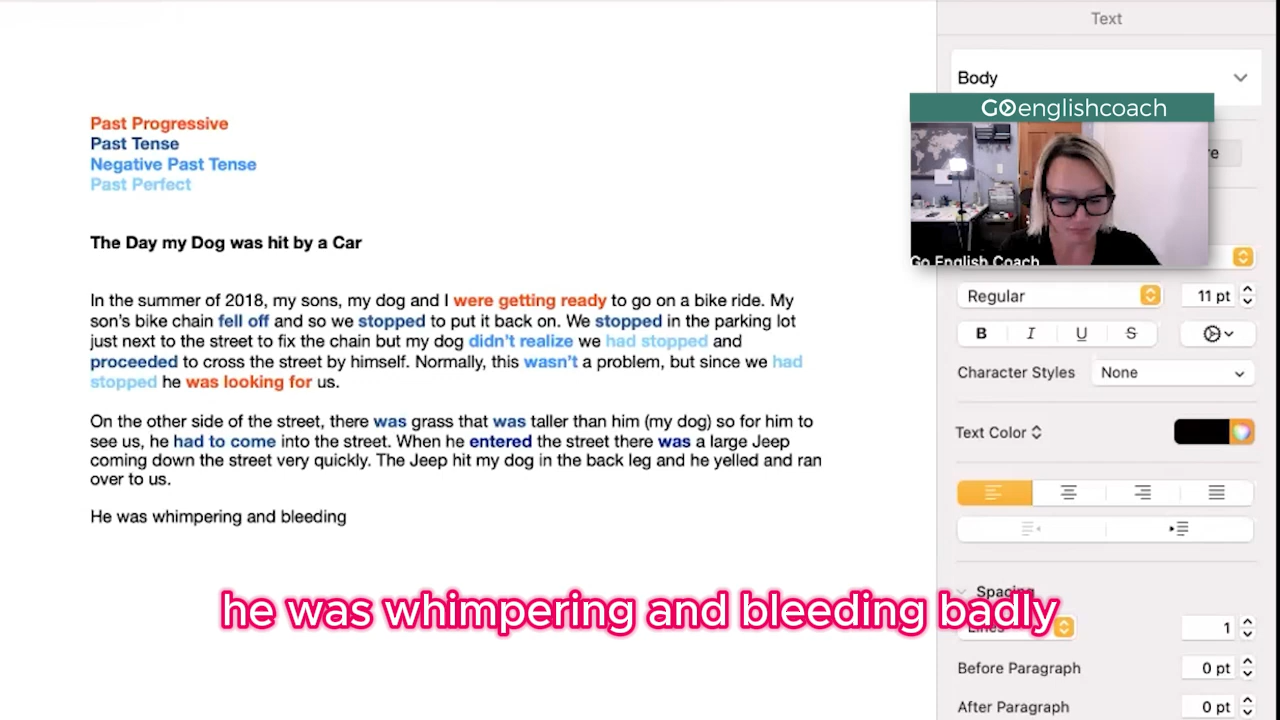 Text
Body
GO englishcoach
re
Go English Coach
Past Progressive
Past Tense
Negative Past Tense
Past Perfect
The Day my Dog was hit by a Car
In the summer of 2018, my sons, my dog and I were getting ready to go on a bike ride. My
son's bike chain fell off and so we stopped to put it back on. We stopped in the parking lot
just next to the street to fix the chain but my dog didn't realize we had stopped and
proceeded to cross the street by himself. Normally, this wasn't a problem, but since we had
stopped he was looking for us.
On the other side of the street, there was grass that was taller than him (my dog) so for him to
see us, he had to come into the street. When he entered the street there was a large Jeep
coming down the street very quickly. The Jeep hit my dog in the back leg and he yelled and ran
over to us.
He was whimpering and bleeding
he was whimpering and bleeding badly
Regular 11 pt
B I U S
Character Styles None
Text Color
Spacing
Lines 1
Before Paragraph 0 pt
After Paragraph 0 pt